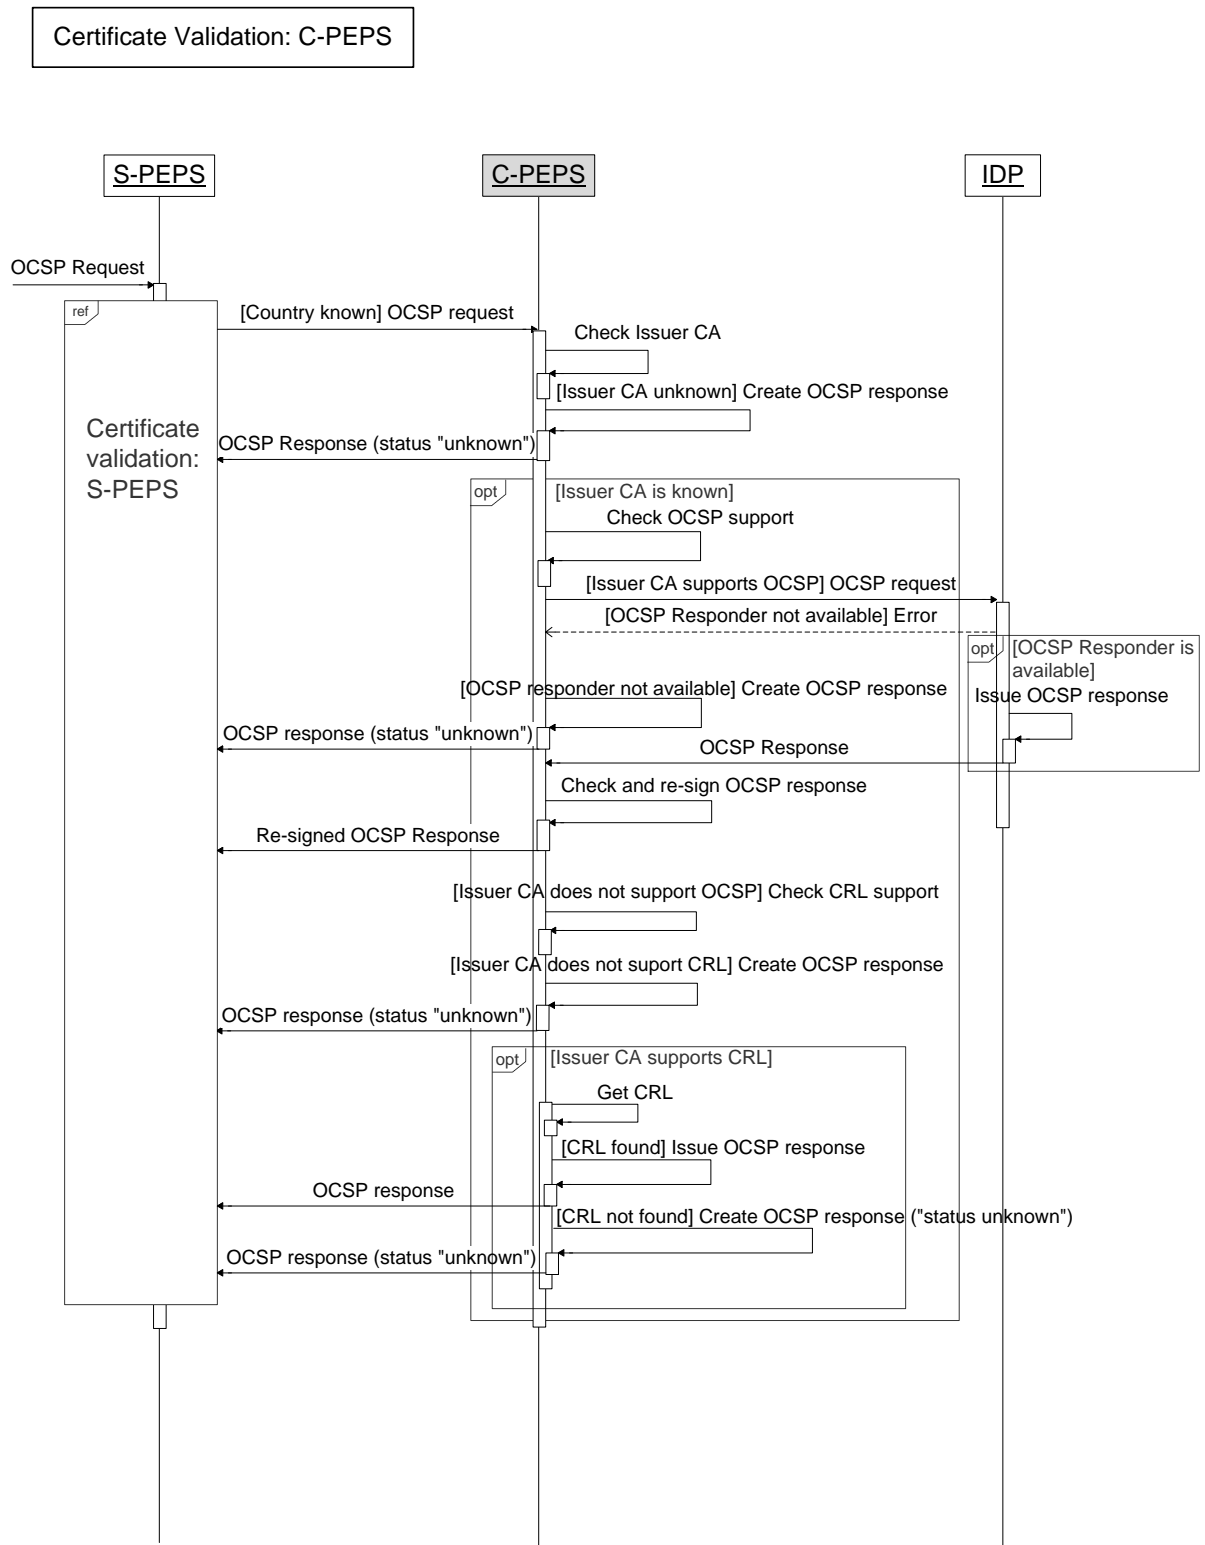 Certificate Validation: C-PEPS
S-PEPS
C-PEPS
IDP
OCSP Request
ref
[Country known] OCSP request
Check Issuer CA
[Issuer CA unknown] Create OCSP response
Certificate
validation:
S-PEPS
OCSP Response (status "unknown")
opt
[Issuer CA is known]
Check OCSP support
[Issuer CA supports OCSP] OCSP request
[OCSP Responder not available] Error
opt
[OCSP Responder is
available]
Issue OCSP response
[OCSP responder not available] Create OCSP response
OCSP response (status "unknown")
OCSP Response
Check and re-sign OCSP response
Re-signed OCSP Response
[Issuer CA does not support OCSP] Check CRL support
[Issuer CA does not suport CRL] Create OCSP response
OCSP response (status "unknown")
opt
[Issuer CA supports CRL]
Get CRL
[CRL found] Issue OCSP response
OCSP response
[CRL not found] Create OCSP response ("status unknown")
OCSP response (status "unknown")